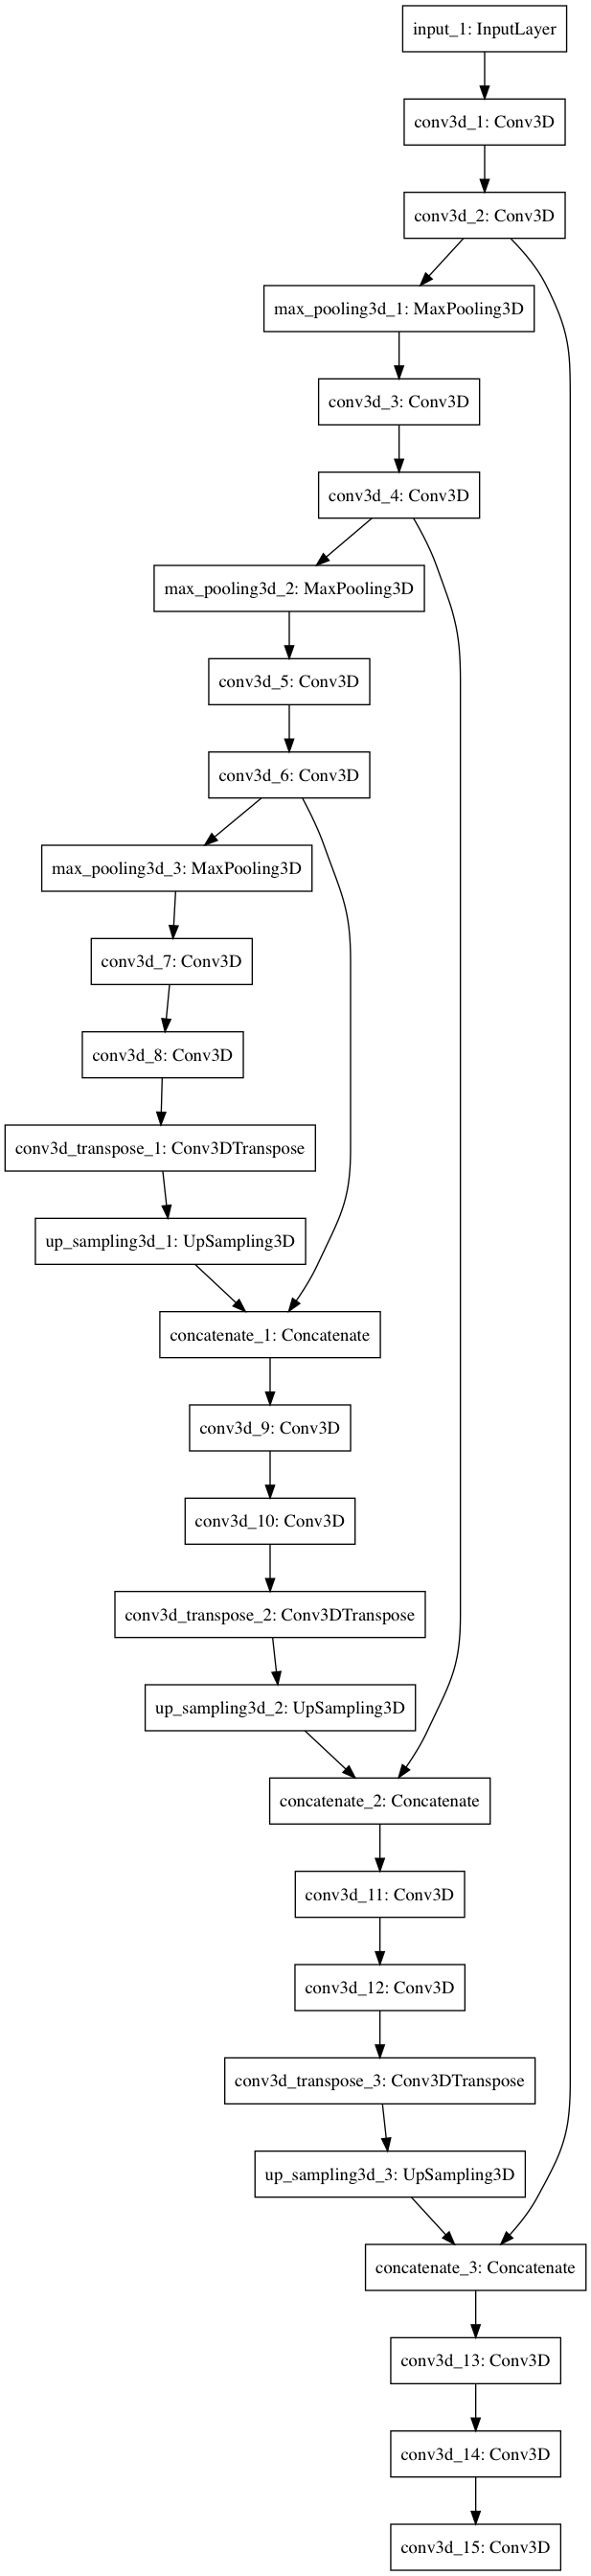 input_1: InputLayer
conv3d_1: Conv3D
conv3d_2: Conv3D
max_pooling3d_1: MaxPooling3D
conv3d_3: Conv3D
conv3d_4: Conv3D
max_pooling3d_2: MaxPooling3D
conv3d_5: Conv3D
conv3d_6: Conv3D
max_pooling3d_3: MaxPooling3D
conv3d_7: Conv3D
conv3d_8: Conv3D
conv3d_transpose_1: Conv3DTranspose
up_sampling3d_1: UpSampling3D
concatenate_1: Concatenate
conv3d_9: Conv3D
conv3d_10: Conv3D
conv3d_transpose_2: Conv3DTranspose
up_sampling3d_2: UpSampling3D
concatenate_2: Concatenate
conv3d_11: Conv3D
conv3d_12: Conv3D
conv3d_transpose_3: Conv3DTranspose
up_sampling3d_3: UpSampling3D
concatenate_3: Concatenate
conv3d_13: Conv3D
conv3d_14: Conv3D
conv3d_15: Conv3D